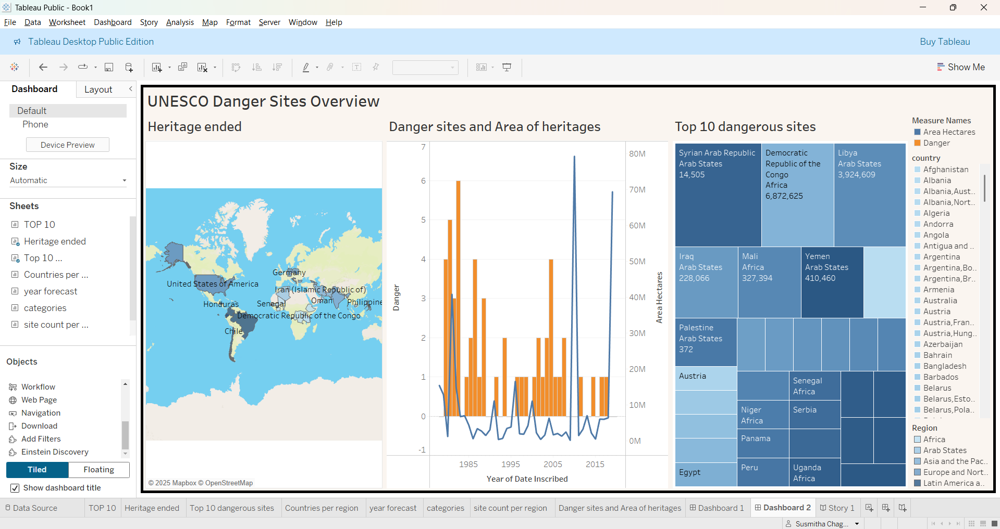 Tableau Public - Book1
File Data Worksheet Dashboard Story Analysis Map Format Server Window Help
Tableau Desktop Public Edition
Buy Tableau
Show Me
Dashboard
Layout
Default
Phone
Device Preview
Size
Automatic
Sheets
TOP 10
Heritage ended
Top 10 ...
Countries per ...
year forecast
categories
site count per ...
Objects
Workflow
Web Page
Navigation
Download
Add Filters
Einstein Discovery
Tiled
Floating
Show dashboard title
UNESCO Danger Sites Overview
Heritage ended
Germany
United States of America
Iran (Islamic Republic of)
Honduras
Senegal
Oman
Philippine
Democratic Republic of the Congo
Chile
© 2025 Mapbox © OpenStreetMap
Danger sites and Area of heritages
7
6
5
4
3
2
1
0
-1
Danger
80M
70M
60M
50M
40M
30M
20M
10M
0M
Area Hectares
1985
1995
2005
2015
Year of Date Inscribed
Top 10 dangerous sites
Syrian Arab Republic
Arab States
14,505
Democratic
Republic of the
Congo
Africa
6,872,625
Libya
Arab States
3,924,609
Iraq
Arab States
228,066
Mali
Africa
327,394
Yemen
Arab States
410,460
Palestine
Arab States
372
Austria
Egypt
Senegal
Africa
Niger
Africa
Serbia
Panama
Peru
Uganda
Africa
Measure Names
Area Hectares
Danger
country
Afghanistan
Albania
Albania,Aust..
Albania,Nort..
Algeria
Andorra
Angola
Antigua and ..
Argentina
Argentina,Bo..
Argentina,Br..
Armenia
Australia
Austria
Austria,Fran..
Austria,Hung..
Azerbaijan
Bahrain
Bangladesh
Barbados
Belarus
Belarus,Esto..
Belarus,Pola..
Region
Africa
Arab States
Asia and the Pac..
Europe and Nort..
Latin America a..
Data Source
TOP 10
Heritage ended
Top 10 dangerous sites
Countries per region
year forecast
categories
site count per region
Danger sites and Area of heritages
Dashboard 1
Dashboard 2
Story 1
Susmitha Chag...